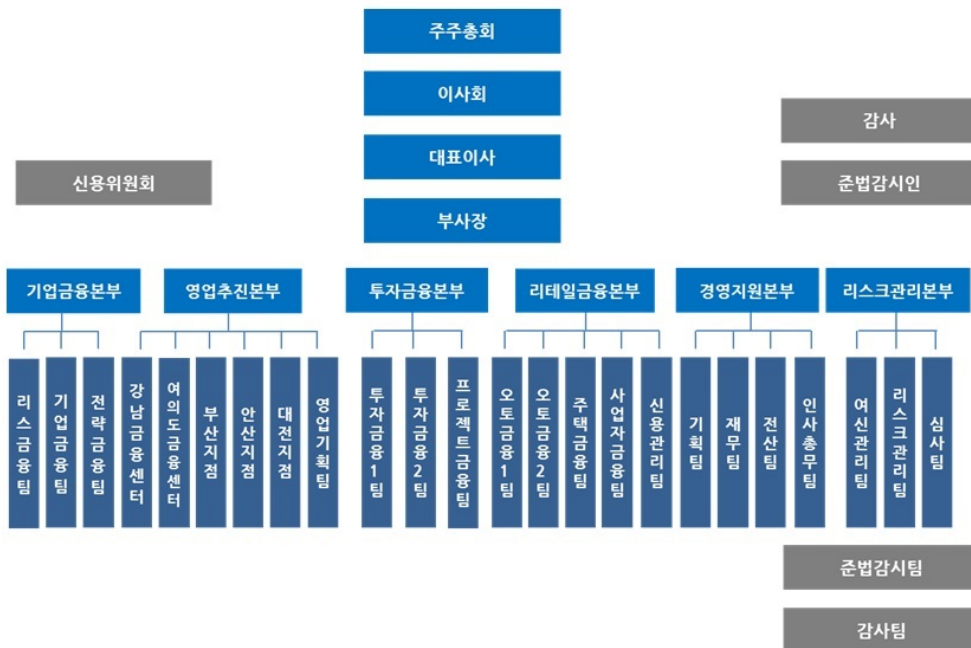 주주총회
이사회
감사
대표이사
신용위원회
준법감시인
부사장
기업금융본부
영업추진본부
투자금융본부
리테일금융본부
경영지원본부
리스크관리본부
리스금융팀
기업금융팀
전략금융팀
강남금융센터
여의도금융센터
부산지점
안산지점
대전지점
영업기획팀
투자금융1팀
투자금융2팀
프로젝트금융팀
오토금융1팀
오토금융2팀
주택금융팀
사업자금융팀
신용관리팀
기획팀
재무팀
전산팀
인사총무팀
여신관리팀
리스크관리팀
심사팀
준법감시팀
감사팀